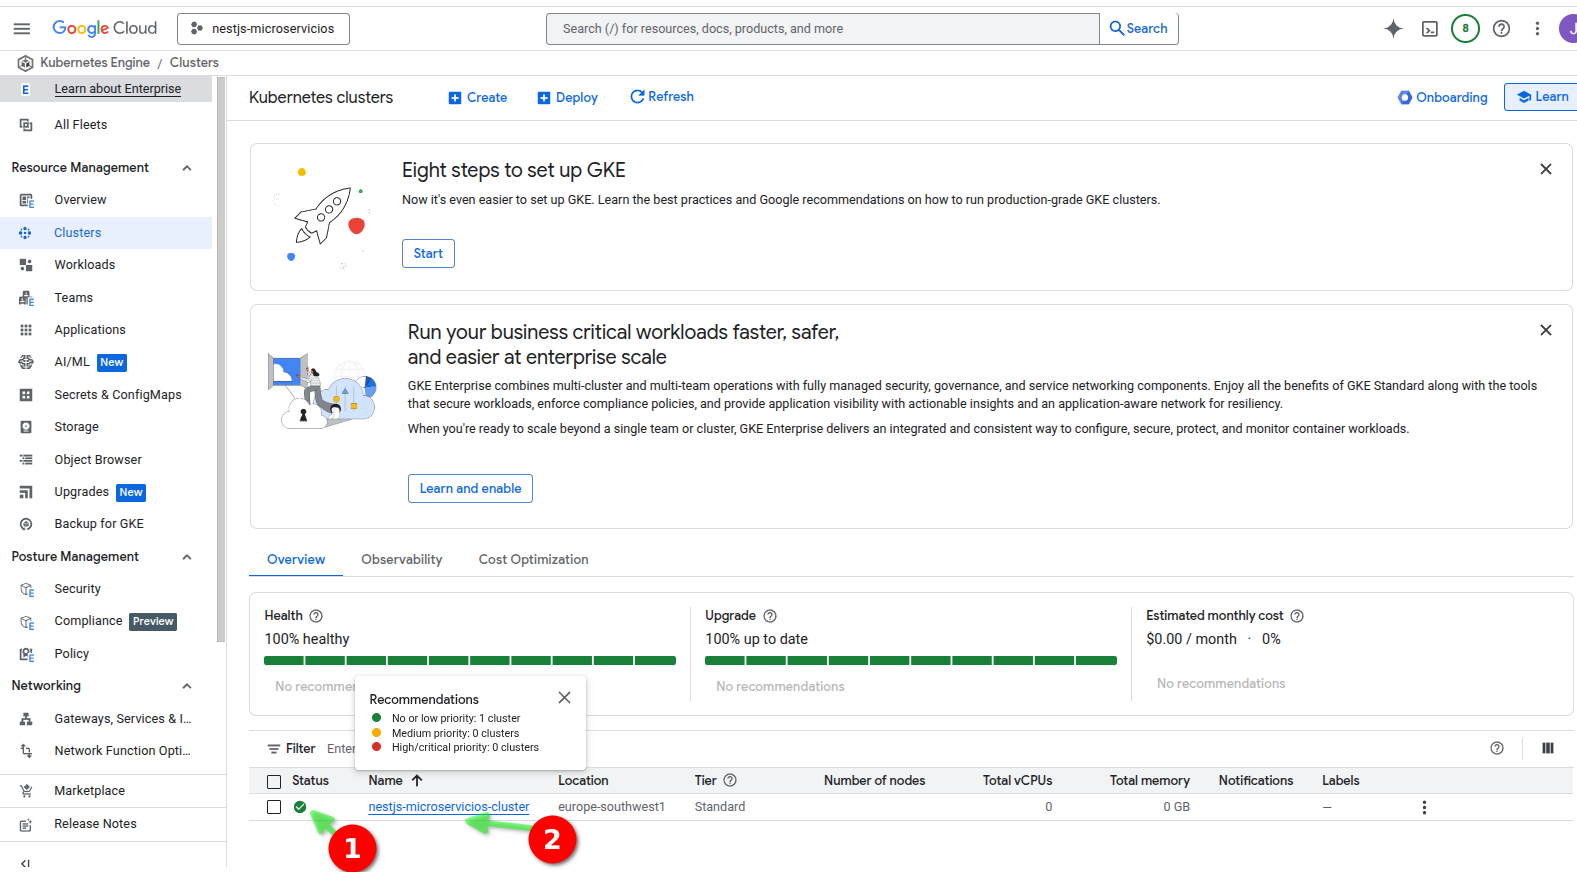 Google Cloud
nestjs-microservicios
Search (/) for resources, docs, products, and more
Search
8
J
Kubernetes Engine / Clusters
E Learn about Enterprise
All Fleets
Resource Management
Overview
Clusters
Workloads
Teams
Applications
AI/ML New
Secrets & ConfigMaps
Storage
Object Browser
Upgrades New
Backup for GKE
Posture Management
Security
Compliance Preview
Policy
Networking
Gateways, Services & I...
Network Function Opti...
Marketplace
Release Notes
Kubernetes clusters
Create
Deploy
Refresh
Onboarding
Learn
Eight steps to set up GKE
Now it's even easier to set up GKE. Learn the best practices and Google recommendations on how to run production-grade GKE clusters.
Start
Run your business critical workloads faster, safer,
and easier at enterprise scale
GKE Enterprise combines multi-cluster and multi-team operations with fully managed security, governance, and service networking components. Enjoy all the benefits of GKE Standard along with the tools
that secure workloads, enforce compliance policies, and provide application visibility with actionable insights and an application-aware network for resiliency.
When you're ready to scale beyond a single team or cluster, GKE Enterprise delivers an integrated and consistent way to configure, secure, protect, and monitor container workloads.
Learn and enable
Overview Observability Cost Optimization
Health
100% healthy
No recommen
Upgrade
100% up to date
No recommendations
Estimated monthly cost
$0.00 / month · 0%
No recommendations
Recommendations
No or low priority: 1 cluster
Medium priority: 0 clusters
High/critical priority: 0 clusters
Filter Enter
Status Name Location Tier Number of nodes Total vCPUs Total memory Notifications Labels
nestjs-microservicios-cluster europe-southwest1 Standard 0 0 GB —
1
2